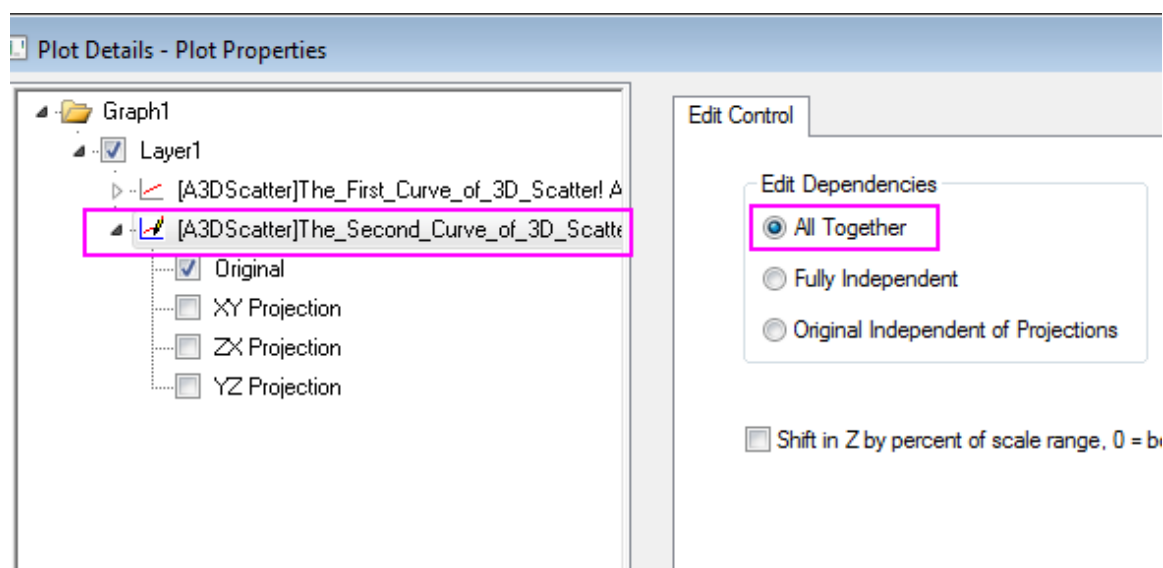 Plot Details - Plot Properties
Graph1
Layer1
[A3DScatter]The_First_Curve_of_3D_Scatter! A
[A3DScatter]The_Second_Curve_of_3D_Scatte
Original
XY Projection
ZX Projection
YZ Projection
Edit Control
Edit Dependencies
All Together
Fully Independent
Original Independent of Projections
Shift in Z by percent of scale range, 0 = b